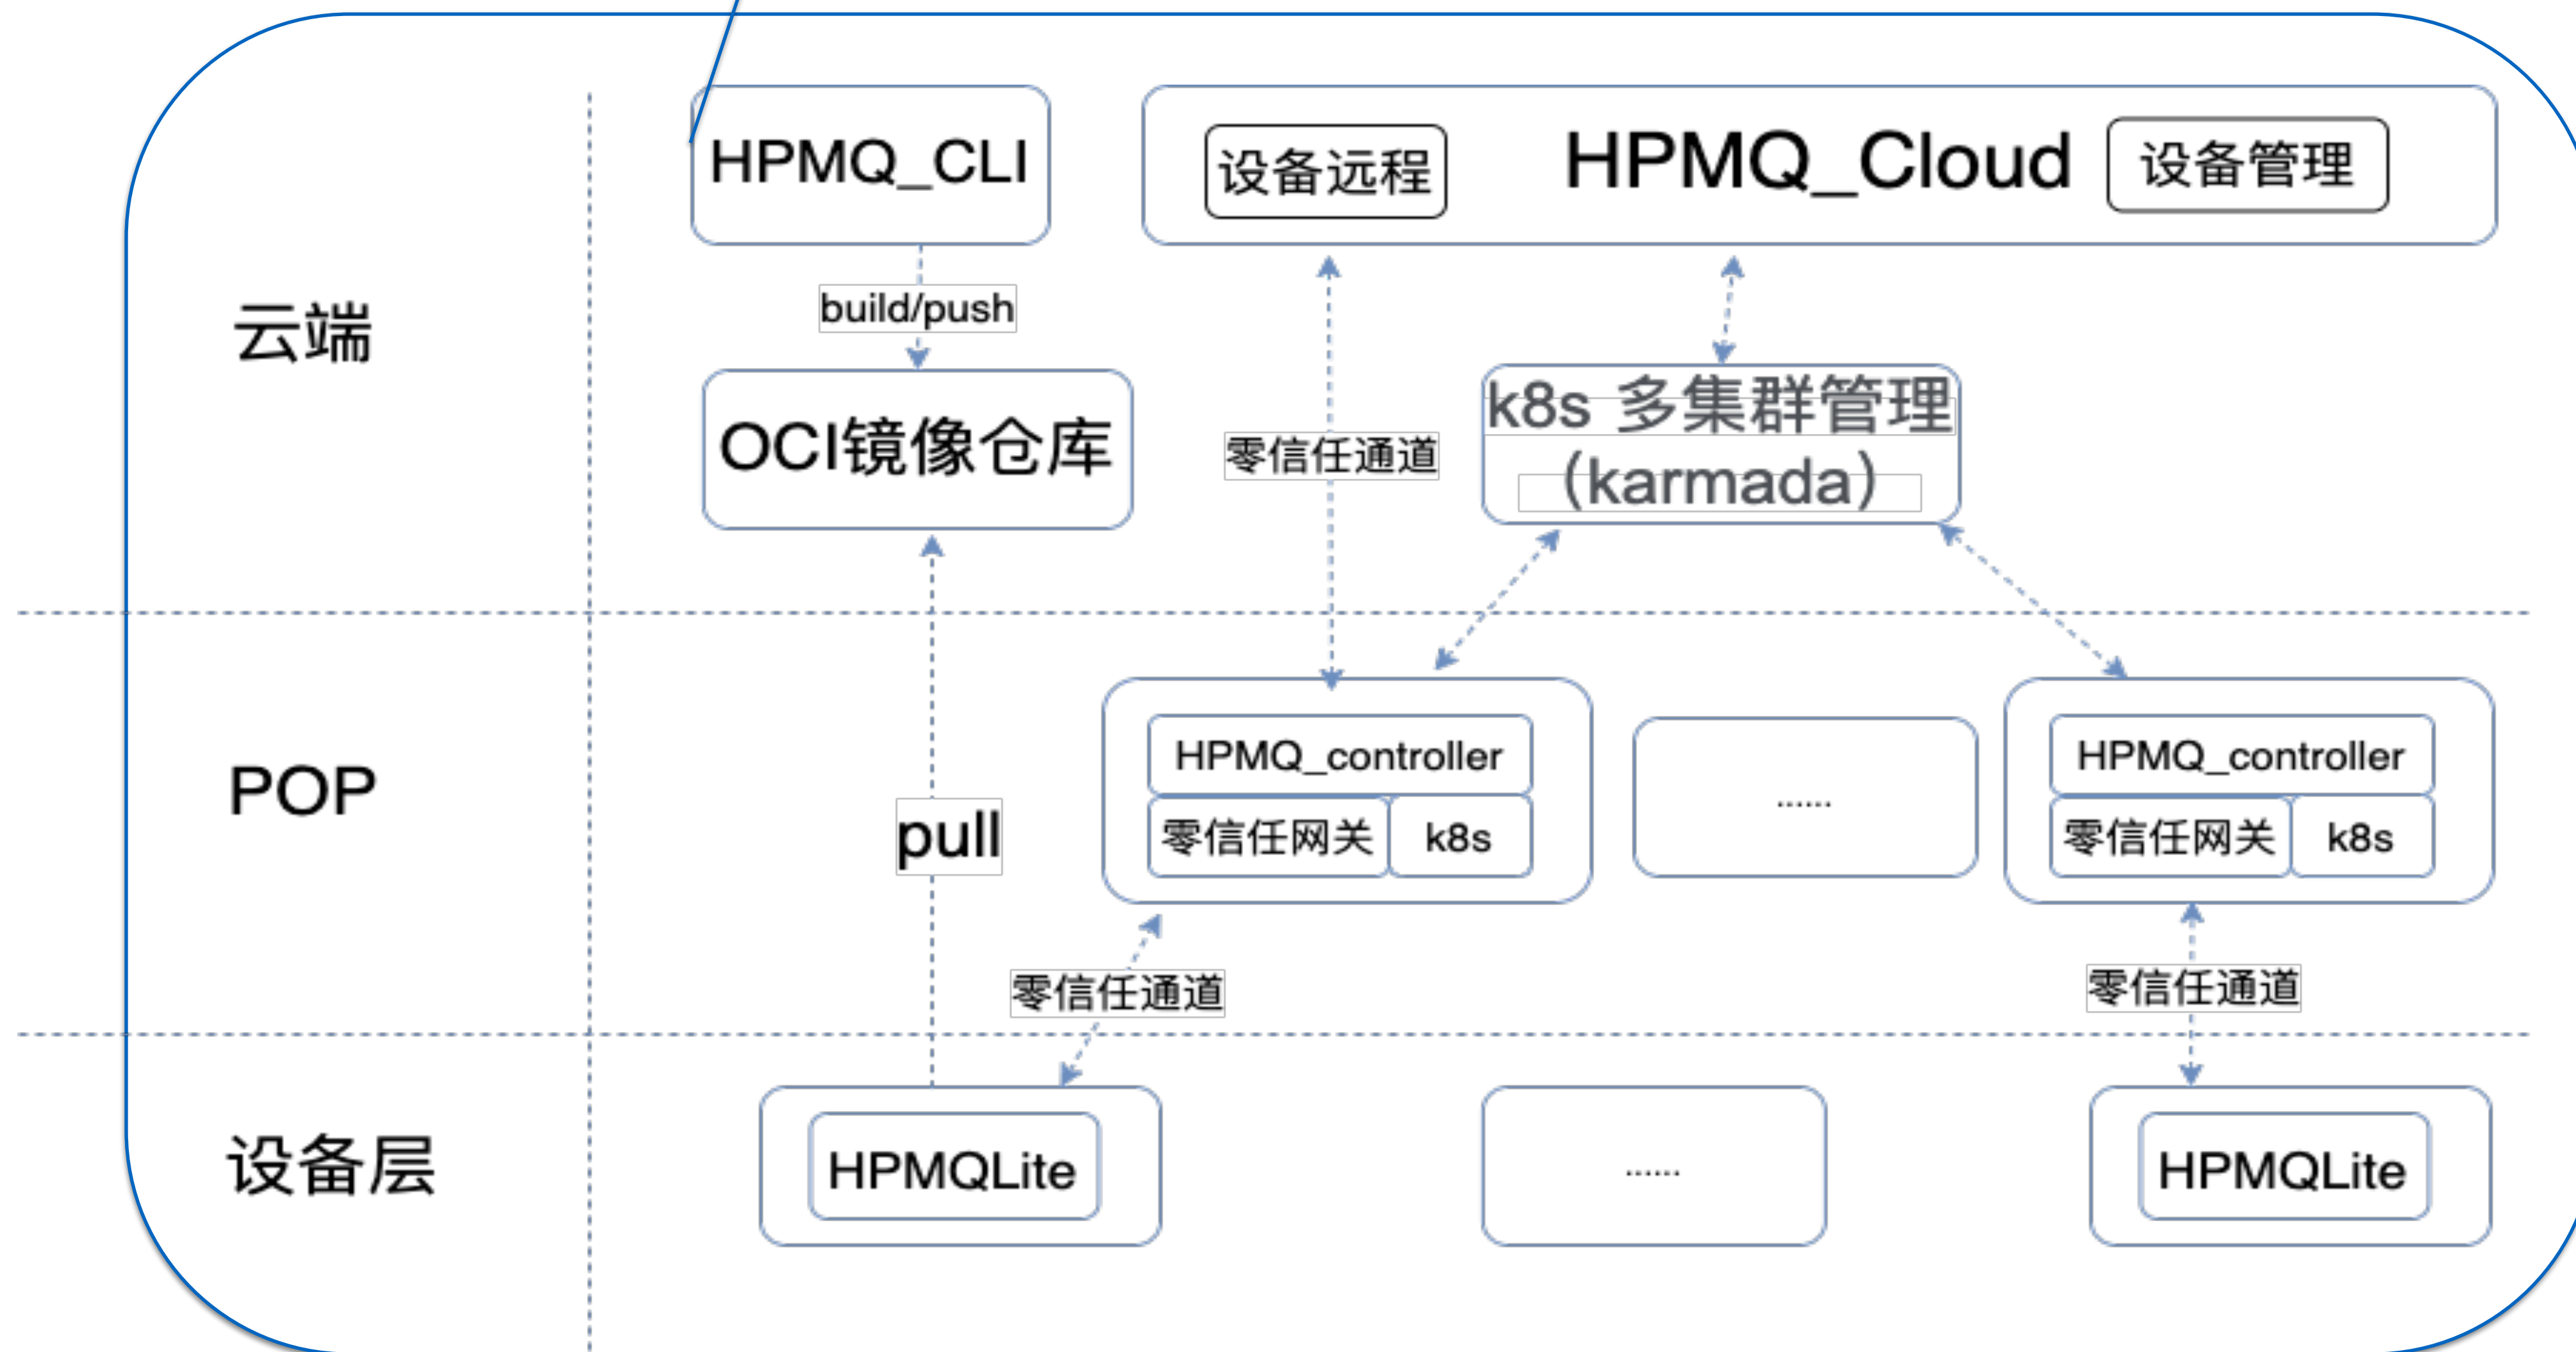 HPMQ_CLI
设备远程
HPMQ_Cloud
设备管理
云端
build/push
OCI镜像仓库
零信任通道
k8s 多集群管理
（karmada）
POP
pull
HPMQ_controller
零信任网关
k8s
......
HPMQ_controller
零信任网关
k8s
零信任通道
零信任通道
设备层
HPMQLite
......
HPMQLite